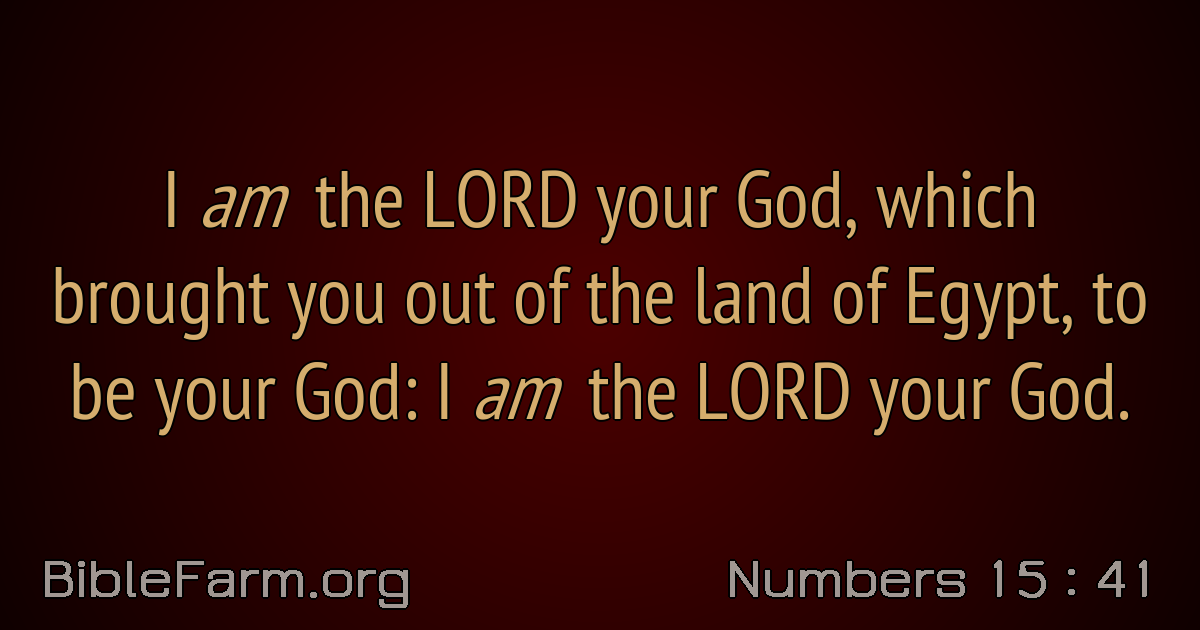 I am the LORD your God, which
brought you out of the land of Egypt, to
be your God: I am the LORD your God.
BibleFarm.org
Numbers 15 : 41